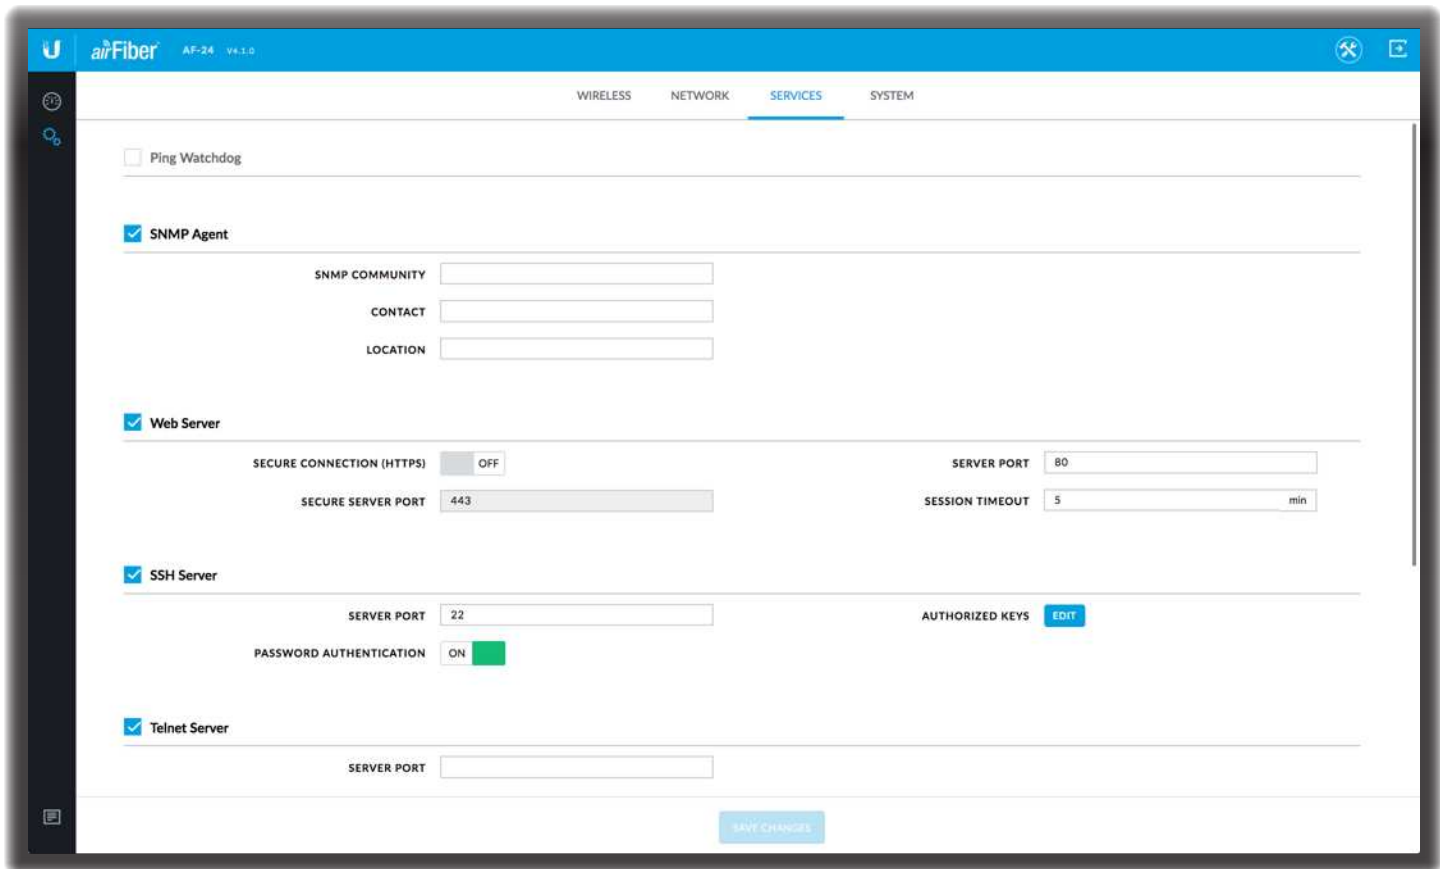 airFiber AF-24 V4.1.0
WIRELESS NETWORK SERVICES SYSTEM
Ping Watchdog
SNMP Agent
SNMP COMMUNITY
CONTACT
LOCATION
Web Server
SECURE CONNECTION (HTTPS) OFF SERVER PORT 80
SECURE SERVER PORT 443 SESSION TIMEOUT 5 min
SSH Server
SERVER PORT 22 AUTHORIZED KEYS EDIT
PASSWORD AUTHENTICATION ON
Telnet Server
SERVER PORT
SAVE CHANGES